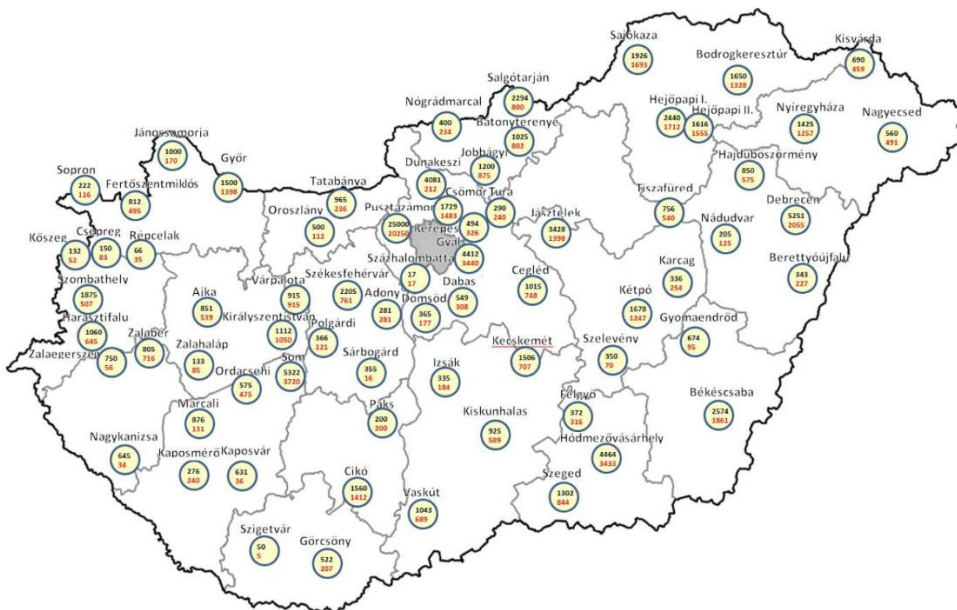 Sajókaza
1926
1693
Bodrogkeresztúr
1650
1328
Kisvárda
690
459
Salgótarján
2294
800
Nógrádmarcal
400
234
Bátonyterenye
1025
802
Hejőpapi I.
2440
1712
Hejőpapi II.
1616
1555
Nyíregyháza
1425
1257
Nagyecsed
560
491
Jánossomorja
1000
170
Győr
1500
1398
Sopron
222
116
Fertőszentmiklós
812
495
Tatabánya
965
236
Oroszlány
500
112
Dunakeszi
4081
212
Jobbágyi
1200
875
Pusztazámor
25000
20250
Csömör
1729
1483
Tura
290
240
Kerepes
494
326
Gyál
4412
3440
Jásztelek
3428
1398
Tiszafüred
756
540
Hajdúböszörmény
850
575
Nádudvar
205
125
Debrecen
5251
2055
Berettyóújfalu
343
227
Kőszeg
132
52
Csepreg
150
83
Répcelak
66
35
Szombathely
1875
507
Harasztifalu
1060
645
Zalaegerszeg
750
56
Zalabér
805
716
Ajka
851
539
Várpalota
915
915
Királyszentistván
1112
1050
Székesfehérvár
2205
761
Százhalombatta
17
17
Adony
281
281
Dömsöd
365
177
Dabas
549
308
Cegléd
1015
748
Karcag
336
254
Kétpó
1678
1247
Gyomaendrőd
674
95
Polgárdi
366
121
Zalahaláp
133
85
Ordacsehi
575
475
Som
5322
3720
Sárbogárd
355
16
Izsák
335
184
Kecskemét
1506
707
Szelevény
350
70
Marcali
876
131
Paks
200
200
Kiskunhalas
925
589
Felgyő
372
316
Békéscsaba
2574
1861
Nagykanizsa
645
34
Kaposmérő
276
240
Kaposvár
631
36
Cikó
1560
1412
Hódmezővásárhely
4464
3433
Szeged
1302
844
Vaskút
1043
689
Szigetvár
50
5
Görcsöny
522
207